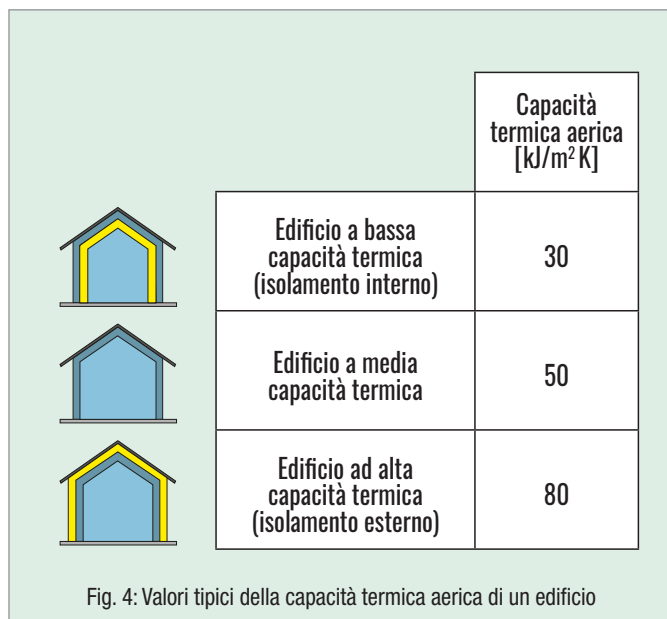 Capacità
termica aerica
[kJ/m² K]
Edificio a bassa
capacità termica
(isolamento interno)
30
Edificio a media
capacità termica
50
Edificio ad alta
capacità termica
(isolamento esterno)
80
Fig. 4: Valori tipici della capacità termica aerica di un edificio